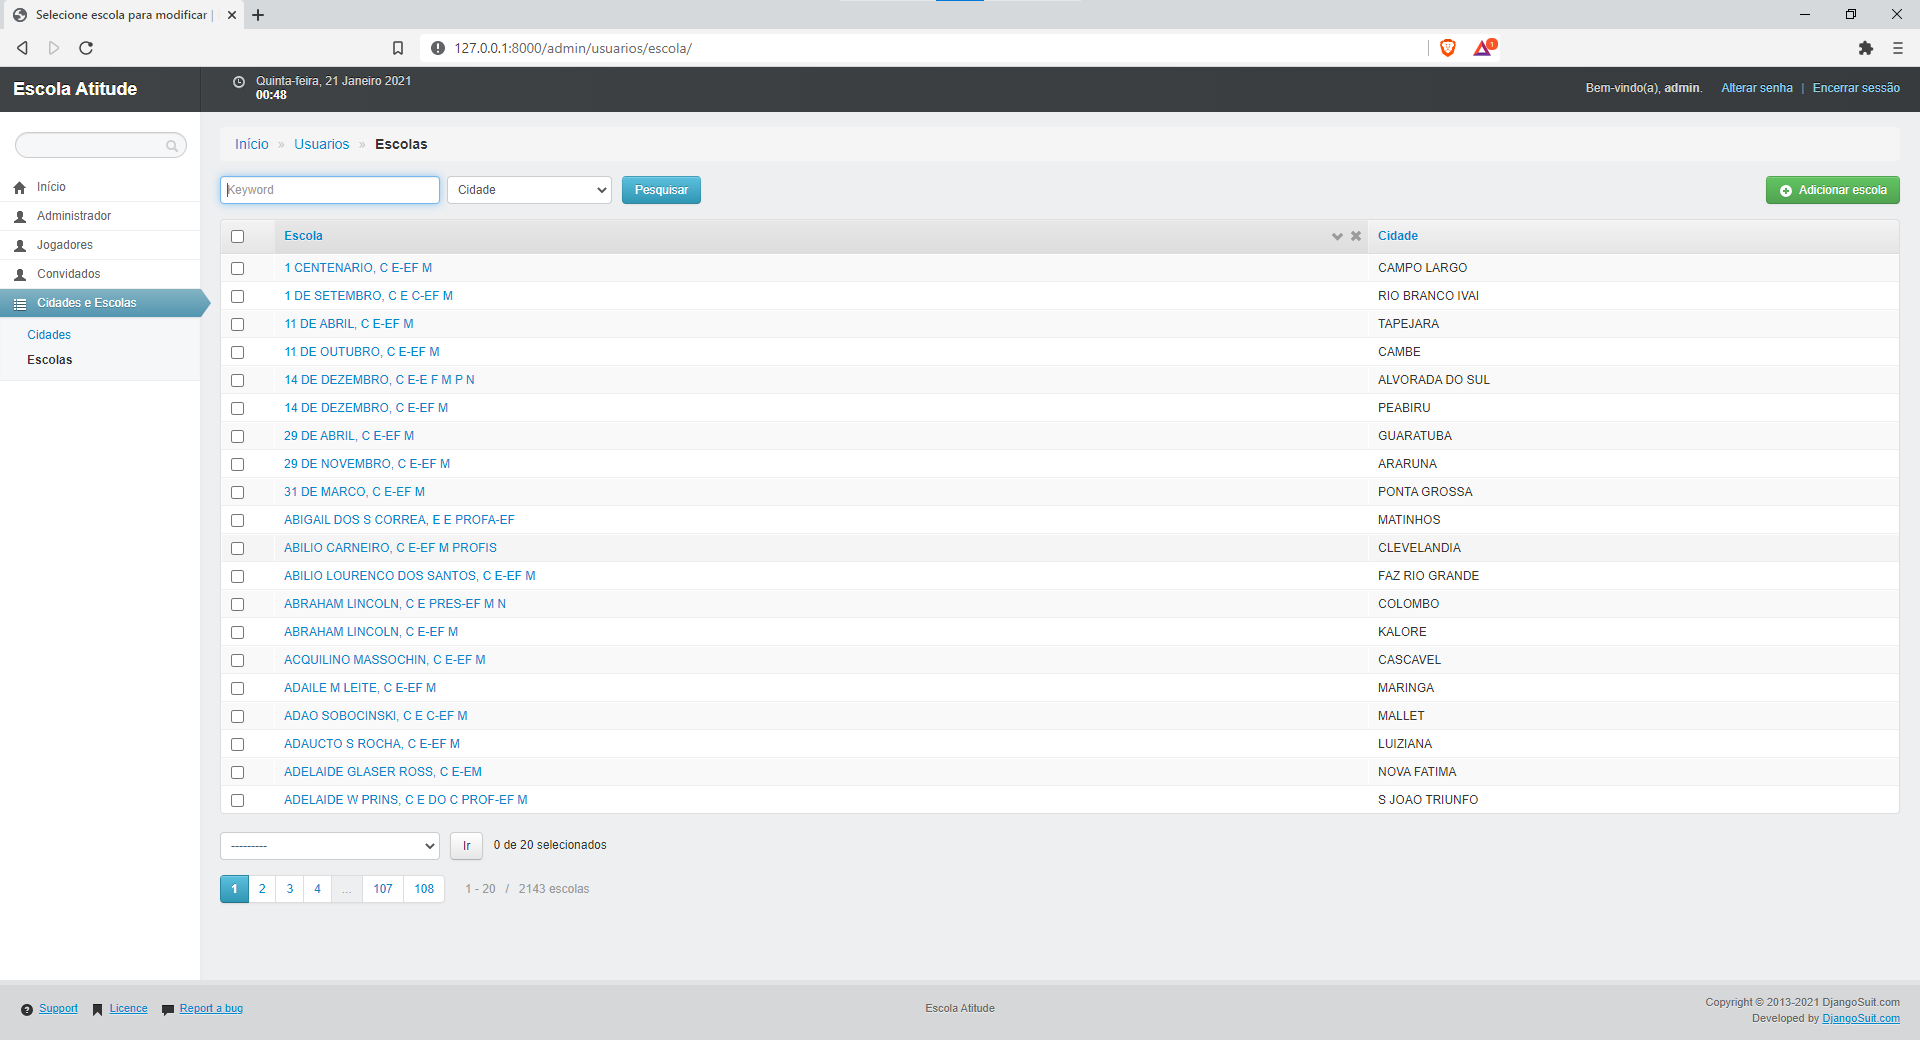 Selecione escola para modificar |
127.0.0.1:8000/admin/usuarios/escola/
1
Escola Atitude
Quinta-feira, 21 Janeiro 2021
00:48
Bem-vindo(a), admin. Alterar senha | Encerrar sessão
Início
Administrador
Jogadores
Convidados
Cidades e Escolas
Cidades
Escolas
Início » Usuarios » Escolas
Keyword Cidade Pesquisar Adicionar escola
Escola Cidade
1 CENTENARIO, C E-EF M CAMPO LARGO
1 DE SETEMBRO, C E C-EF M RIO BRANCO IVAI
11 DE ABRIL, C E-EF M TAPEJARA
11 DE OUTUBRO, C E-EF M CAMBE
14 DE DEZEMBRO, C E-E F M P N ALVORADA DO SUL
14 DE DEZEMBRO, C E-EF M PEABIRU
29 DE ABRIL, C E-EF M GUARATUBA
29 DE NOVEMBRO, C E-EF M ARARUNA
31 DE MARCO, C E-EF M PONTA GROSSA
ABIGAIL DOS S CORREA, E E PROFA-EF MATINHOS
ABILIO CARNEIRO, C E-EF M PROFIS CLEVELANDIA
ABILIO LOURENCO DOS SANTOS, C E-EF M FAZ RIO GRANDE
ABRAHAM LINCOLN, C E PRES-EF M N COLOMBO
ABRAHAM LINCOLN, C E-EF M KALORE
ACQUILINO MASSOCHIN, C E-EF M CASCAVEL
ADAILE M LEITE, C E-EF M MARINGA
ADAO SOBOCINSKI, C E C-EF M MALLET
ADAUCTO S ROCHA, C E-EF M LUIZIANA
ADELAIDE GLASER ROSS, C E-EM NOVA FATIMA
ADELAIDE W PRINS, C E DO C PROF-EF M S JOAO TRIUNFO
--------- Ir 0 de 20 selecionados
1 2 3 4 ... 107 108 1 - 20 / 2143 escolas
Support Licence Report a bug
Escola Atitude
Copyright © 2013-2021 DjangoSuit.com
Developed by DjangoSuit.com